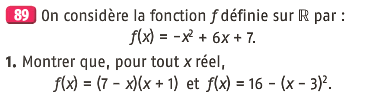 89 On considère la fonction f définie sur ℝ par :
f(x) = –x² + 6x + 7.
1. Montrer que, pour tout x réel,
f(x) = (7 – x)(x + 1) et f(x) = 16 – (x – 3)².